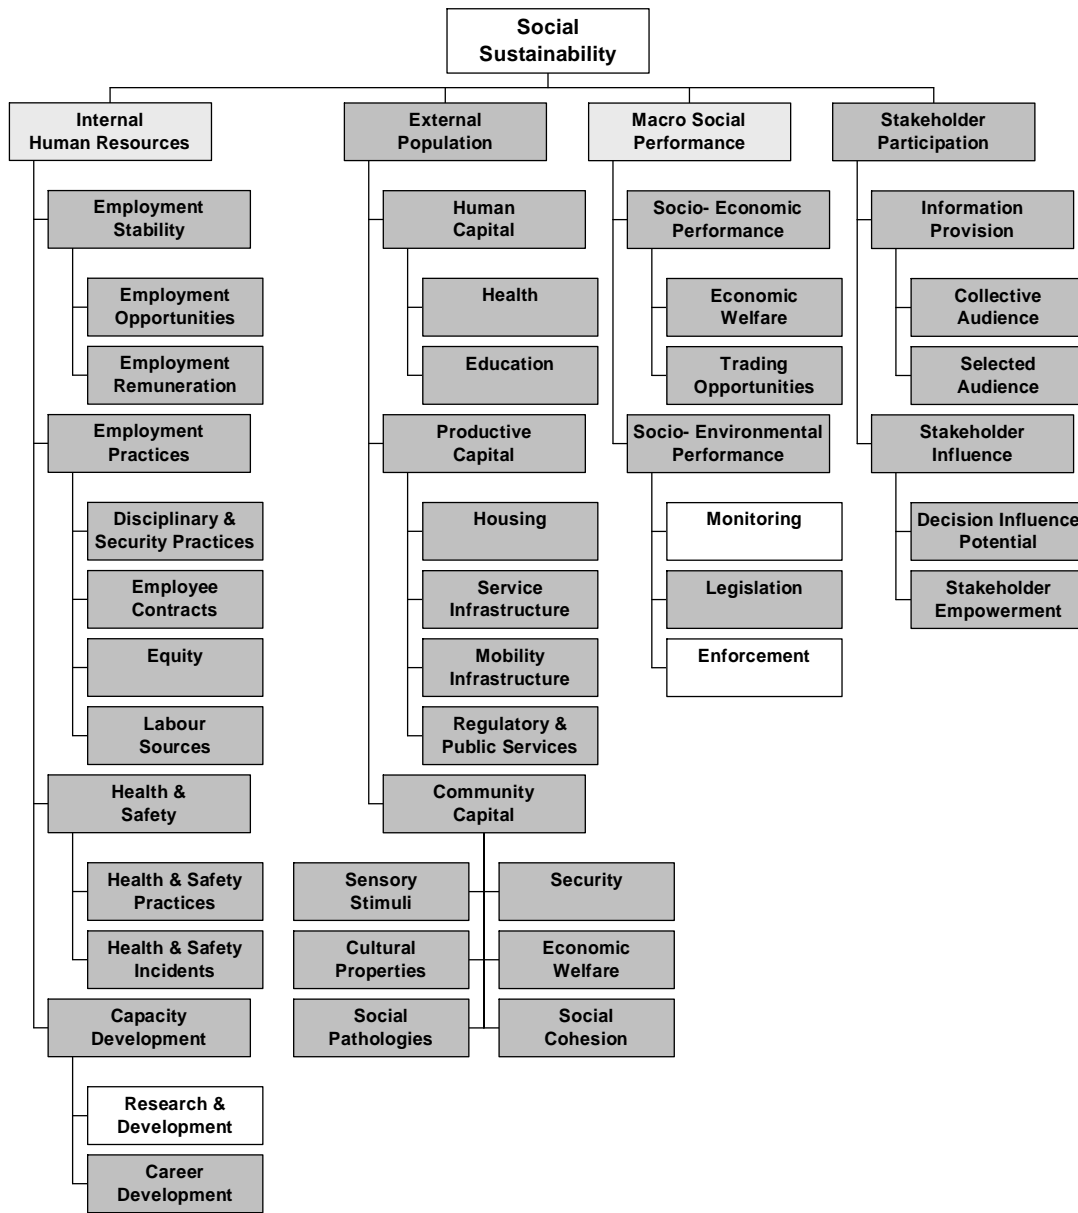 Social
Sustainability
Internal
Human Resources
External
Population
Macro Social
Performance
Stakeholder
Participation
Employment
Stability
Employment
Opportunities
Employment
Remuneration
Employment
Practices
Disciplinary &
Security Practices
Employee
Contracts
Equity
Labour
Sources
Health &
Safety
Health & Safety
Practices
Health & Safety
Incidents
Capacity
Development
Research &
Development
Career
Development
Human
Capital
Health
Education
Productive
Capital
Housing
Service
Infrastructure
Mobility
Infrastructure
Regulatory &
Public Services
Community
Capital
Sensory
Stimuli
Security
Cultural
Properties
Economic
Welfare
Social
Pathologies
Social
Cohesion
Socio- Economic
Performance
Economic
Welfare
Trading
Opportunities
Socio- Environmental
Performance
Monitoring
Legislation
Enforcement
Information
Provision
Collective
Audience
Selected
Audience
Stakeholder
Influence
Decision Influence
Potential
Stakeholder
Empowerment